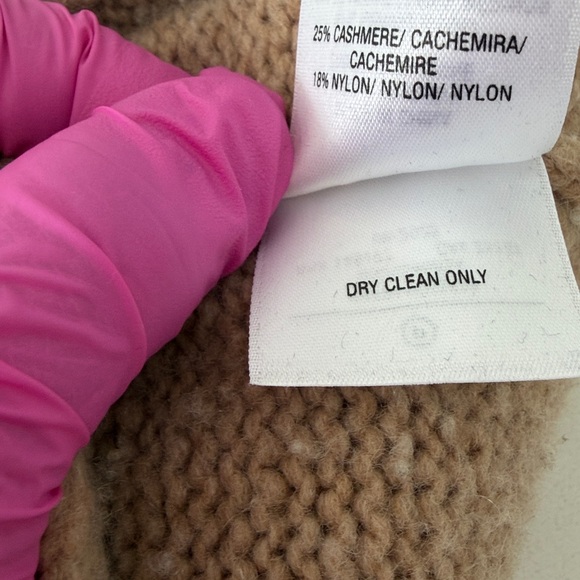 25% CASHMERE/ CACHEMIRA/
CACHEMIRE
18% NYLON/ NYLON/ NYLON
DRY CLEAN ONLY